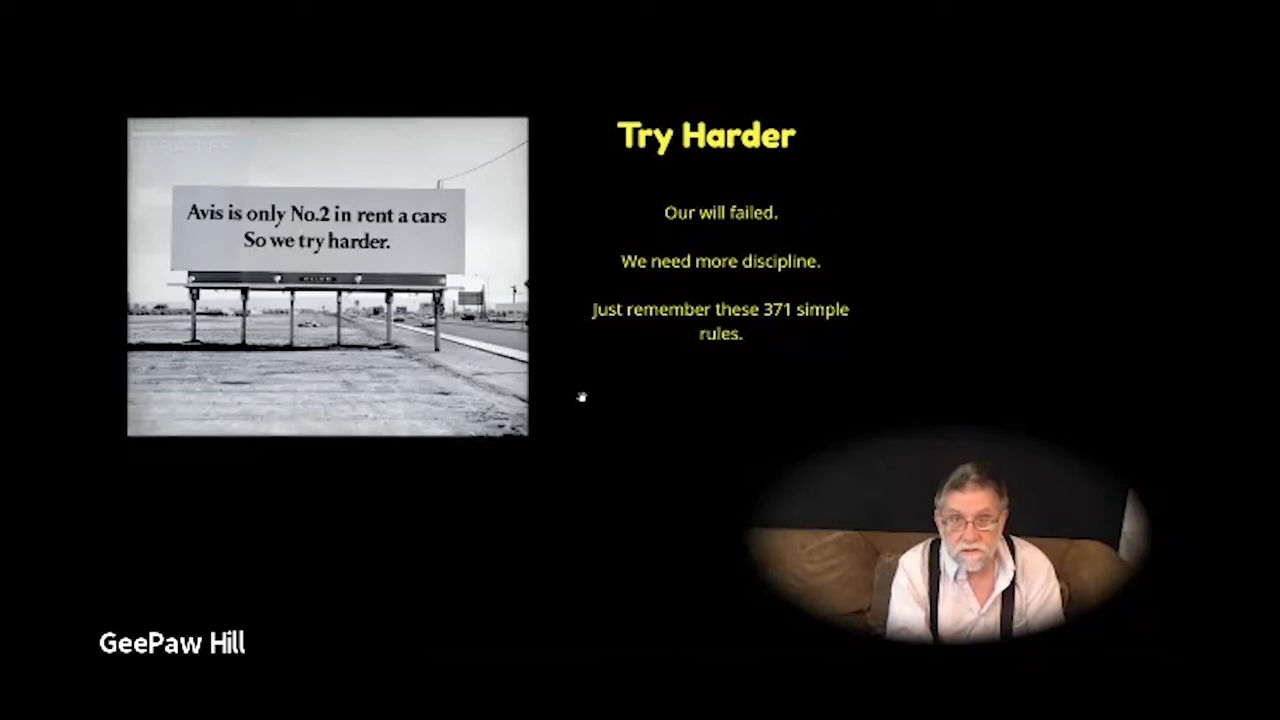 Avis is only No.2 in rent a cars
So we try harder.
Try Harder
Our will failed.
We need more discipline.
Just remember these 371 simple
rules.
GeePaw Hill